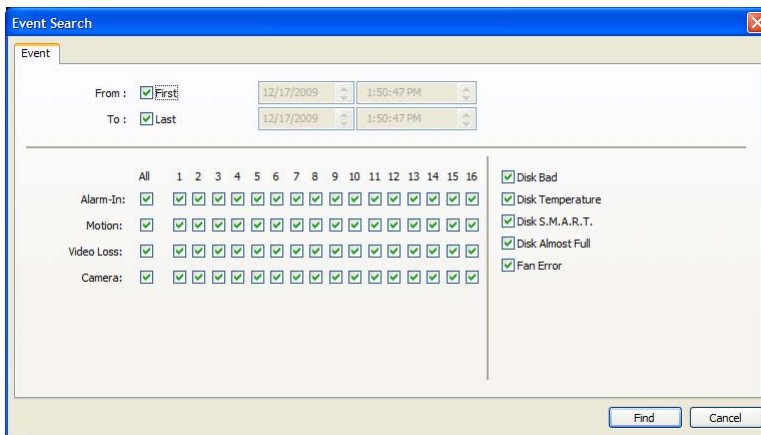 Event Search
Event
From : First 12/17/2009 1:50:47 PM
To : Last 12/17/2009 1:50:47 PM
All 1 2 3 4 5 6 7 8 9 10 11 12 13 14 15 16
Alarm-In:
Motion:
Video Loss:
Camera:
Disk Bad
Disk Temperature
Disk S.M.A.R.T.
Disk Almost Full
Fan Error
Find Cancel